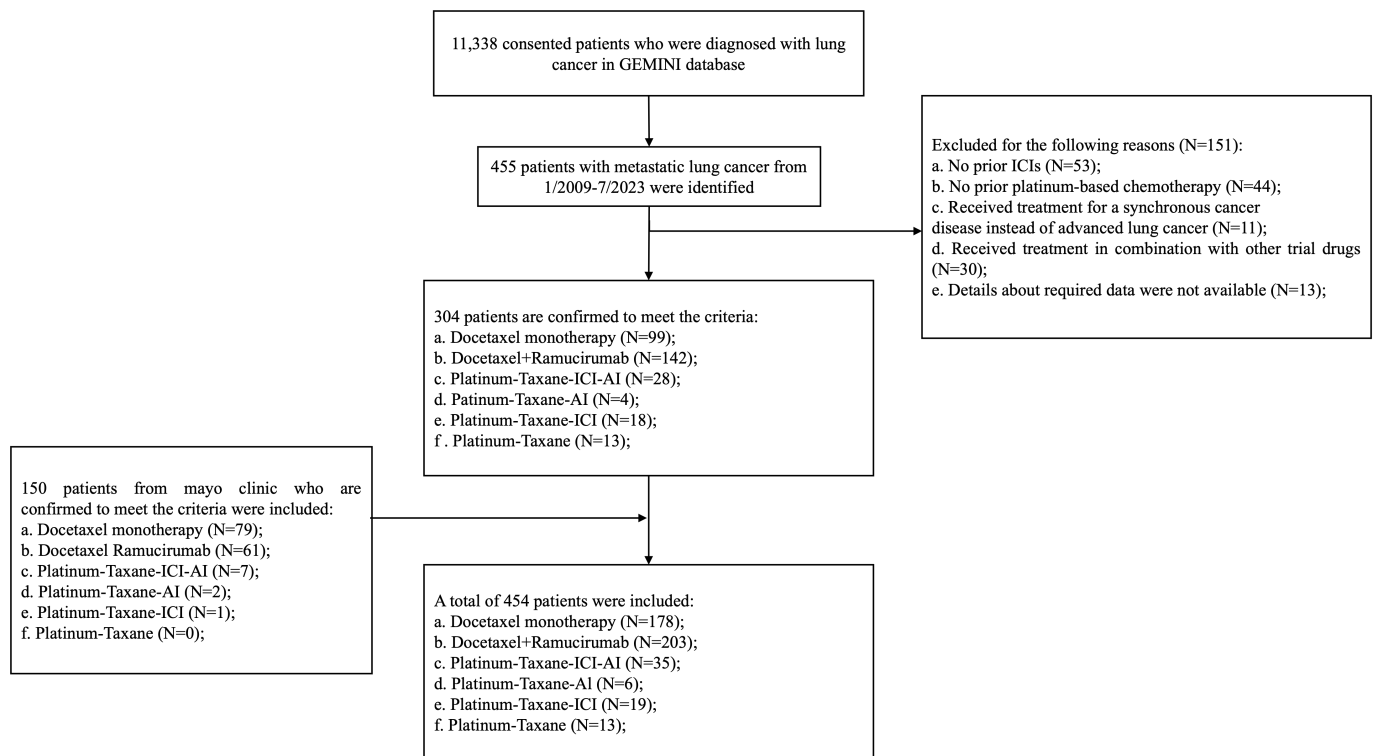 11,338 consented patients who were diagnosed with lung
cancer in GEMINI database
455 patients with metastatic lung cancer from
1/2009-7/2023 were identified
Excluded for the following reasons (N=151):
a. No prior ICIs (N=53);
b. No prior platinum-based chemotherapy (N=44);
c. Received treatment for a synchronous cancer
disease instead of advanced lung cancer (N=11);
d. Received treatment in combination with other trial drugs
(N=30);
e. Details about required data were not available (N=13);
304 patients are confirmed to meet the criteria:
a. Docetaxel monotherapy (N=99);
b. Docetaxel+Ramucirumab (N=142);
c. Platinum-Taxane-ICI-AI (N=28);
d. Patinum-Taxane-AI (N=4);
e. Platinum-Taxane-ICI (N=18);
f . Platinum-Taxane (N=13);
150 patients from mayo clinic who are
confirmed to meet the criteria were included:
a. Docetaxel monotherapy (N=79);
b. Docetaxel Ramucirumab (N=61);
c. Platinum-Taxane-ICI-AI (N=7);
d. Platinum-Taxane-AI (N=2);
e. Platinum-Taxane-ICI (N=1);
f. Platinum-Taxane (N=0);
A total of 454 patients were included:
a. Docetaxel monotherapy (N=178);
b. Docetaxel+Ramucirumab (N=203);
c. Platinum-Taxane-ICI-AI (N=35);
d. Platinum-Taxane-Al (N=6);
e. Platinum-Taxane-ICI (N=19);
f. Platinum-Taxane (N=13);